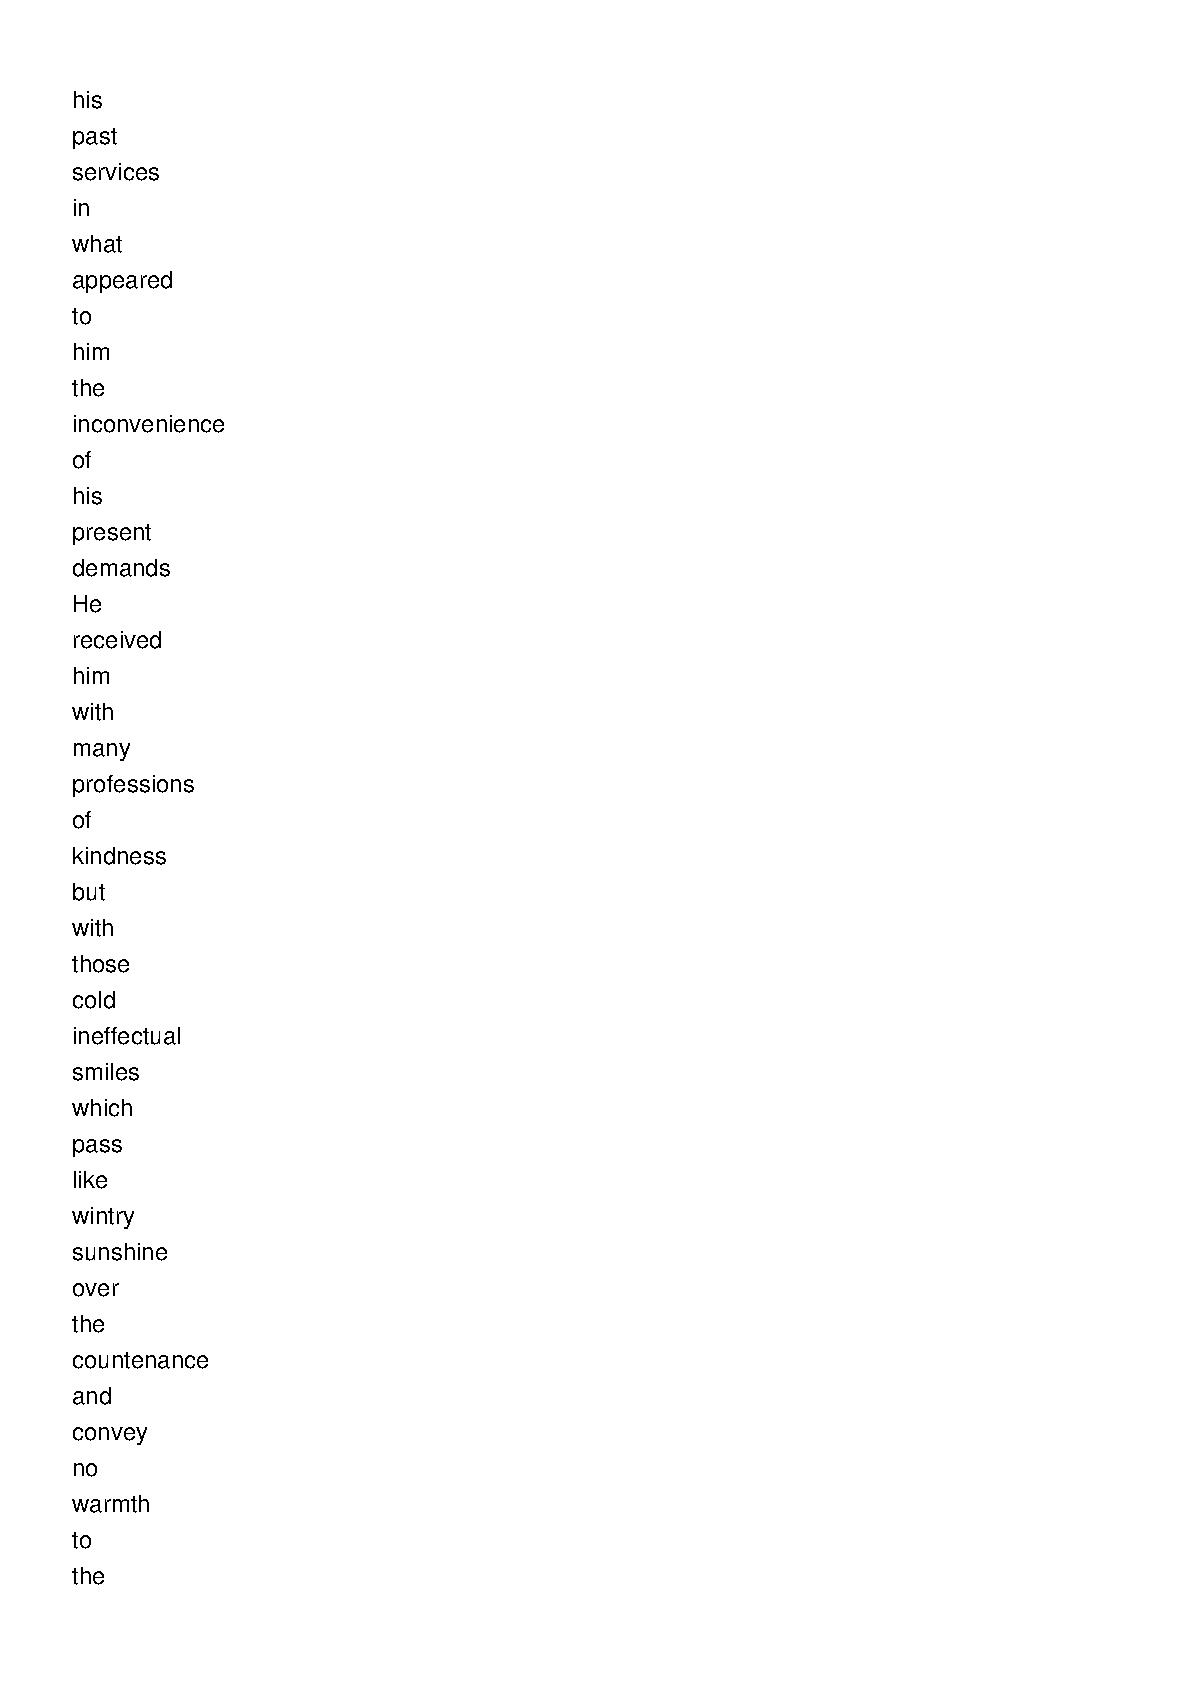 his
past
services
in
what
appeared
to
him
the
inconvenience
of
his
present
demands
He
received
him
with
many
professions
of
kindness
but
with
those
cold
ineffectual
smiles
which
pass
like
wintry
sunshine
over
the
countenance
and
convey
no
warmth
to
the